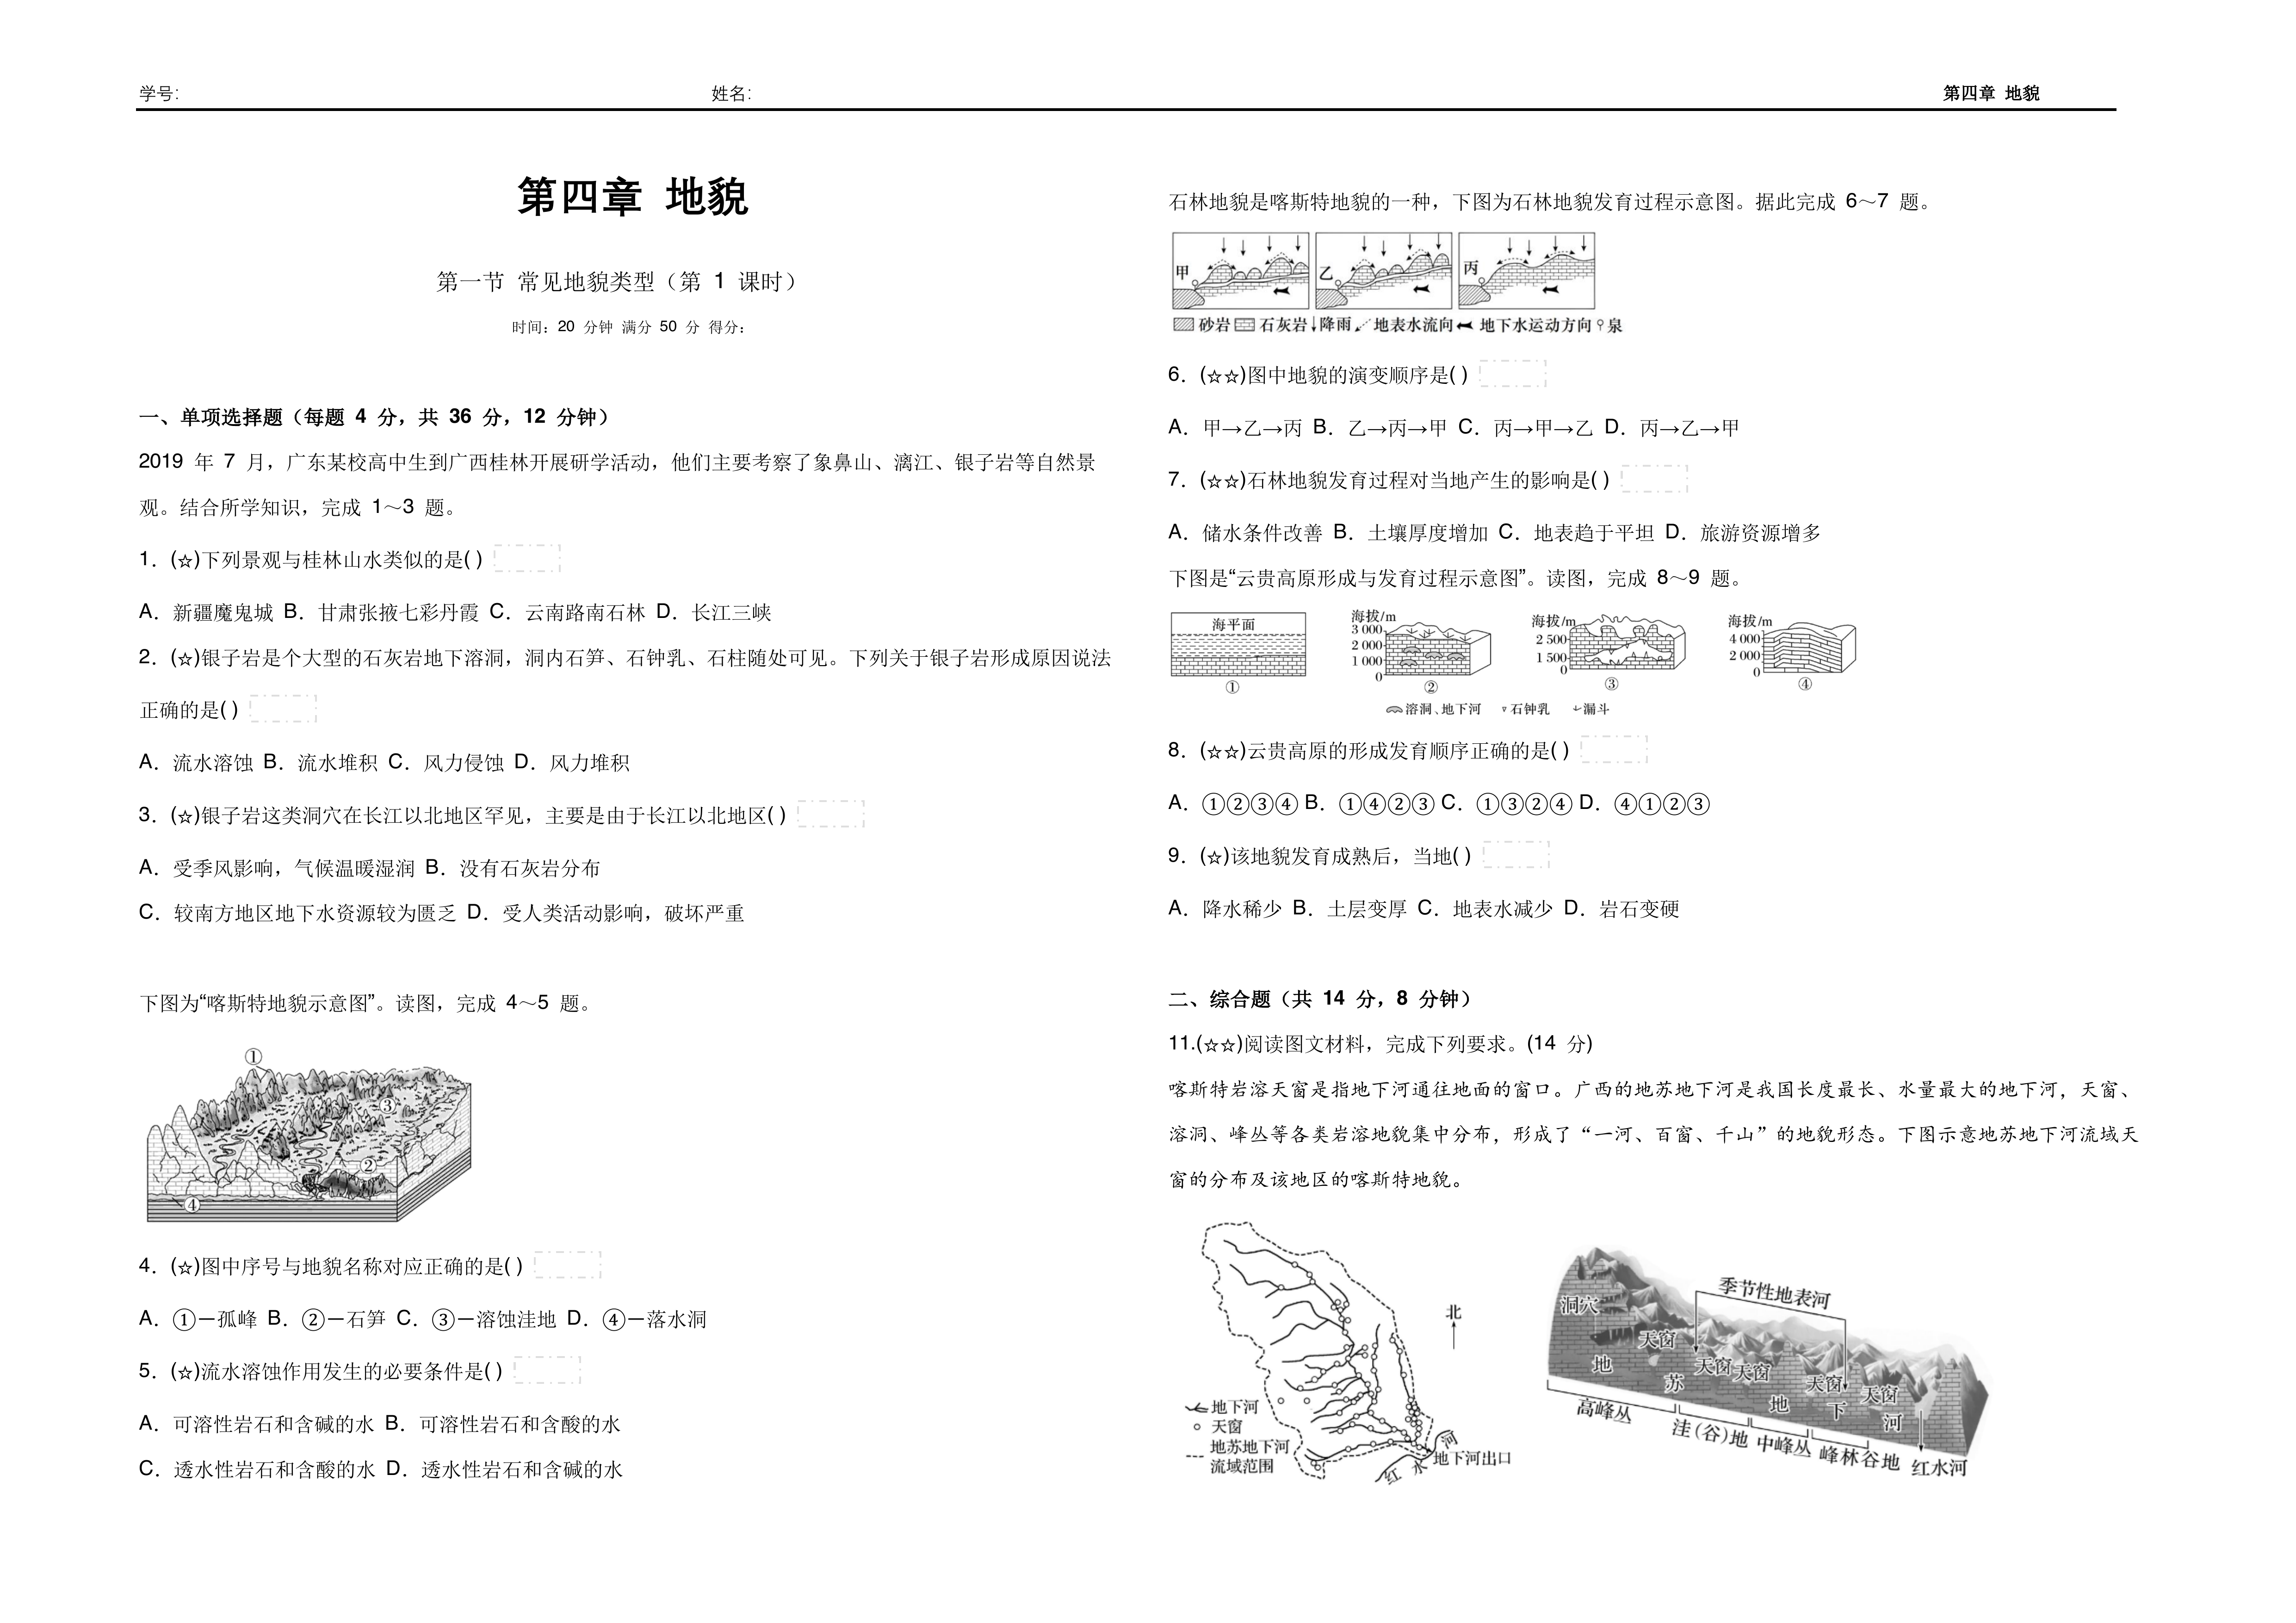 学号：
姓名：
第四章 地貌
第四章 地貌
第一节 常见地貌类型（第 1 课时）
时间：20 分钟 满分 50 分 得分：
一、单项选择题（每题 4 分，共 36 分，12 分钟）
2019 年 7 月，广东某校高中生到广西桂林开展研学活动，他们主要考察了象鼻山、漓江、银子岩等自然景
观。结合所学知识，完成 1～3 题。
1．(☆)下列景观与桂林山水类似的是( )
A．新疆魔鬼城 B．甘肃张掖七彩丹霞 C．云南路南石林 D．长江三峡
2．(☆)银子岩是个大型的石灰岩地下溶洞，洞内石笋、石钟乳、石柱随处可见。下列关于银子岩形成原因说法
正确的是( )
A．流水溶蚀 B．流水堆积 C．风力侵蚀 D．风力堆积
3．(☆)银子岩这类洞穴在长江以北地区罕见，主要是由于长江以北地区( )
A．受季风影响，气候温暖湿润 B．没有石灰岩分布
C．较南方地区地下水资源较为匮乏 D．受人类活动影响，破坏严重
下图为“喀斯特地貌示意图”。读图，完成 4～5 题。
①
③
②
④
4．(☆)图中序号与地貌名称对应正确的是( )
A．①－孤峰 B．②－石笋 C．③－溶蚀洼地 D．④－落水洞
5．(☆)流水溶蚀作用发生的必要条件是( )
A．可溶性岩石和含碱的水 B．可溶性岩石和含酸的水
C．透水性岩石和含酸的水 D．透水性岩石和含碱的水
石林地貌是喀斯特地貌的一种，下图为石林地貌发育过程示意图。据此完成 6～7 题。
甲 乙 丙
砂岩 石灰岩 降雨 地表水流向 地下水运动方向 泉
6．(☆☆)图中地貌的演变顺序是( )
A．甲→乙→丙 B．乙→丙→甲 C．丙→甲→乙 D．丙→乙→甲
7．(☆☆)石林地貌发育过程对当地产生的影响是( )
A．储水条件改善 B．土壤厚度增加 C．地表趋于平坦 D．旅游资源增多
下图是“云贵高原形成与发育过程示意图”。读图，完成 8～9 题。
海平面
①
海拔/m
3 000
2 000
1 000
0
②
海拔/m
2 500
1 500
0
③
海拔/m
4 000
2 000
0
④
溶洞、地下河 石钟乳 漏斗
8．(☆☆)云贵高原的形成发育顺序正确的是( )
A．①②③④ B．①④②③ C．①③②④ D．④①②③
9．(☆)该地貌发育成熟后，当地( )
A．降水稀少 B．土层变厚 C．地表水减少 D．岩石变硬
二、综合题（共 14 分，8 分钟）
11.(☆☆)阅读图文材料，完成下列要求。(14 分)
喀斯特岩溶天窗是指地下河通往地面的窗口。广西的地苏地下河是我国长度最长、水量最大的地下河，天窗、
溶洞、峰丛等各类岩溶地貌集中分布，形成了“一河、百窗、千山”的地貌形态。下图示意地苏地下河流域天
窗的分布及该地区的喀斯特地貌。
北
地下河
天窗
地苏地下河
流域范围
红水河
地下河出口
季节性地表河
洞穴
天窗
天窗 天窗
天窗
天窗
地 苏 地 下 河
高峰丛
洼(谷)地
中峰丛
峰林谷地
红水河